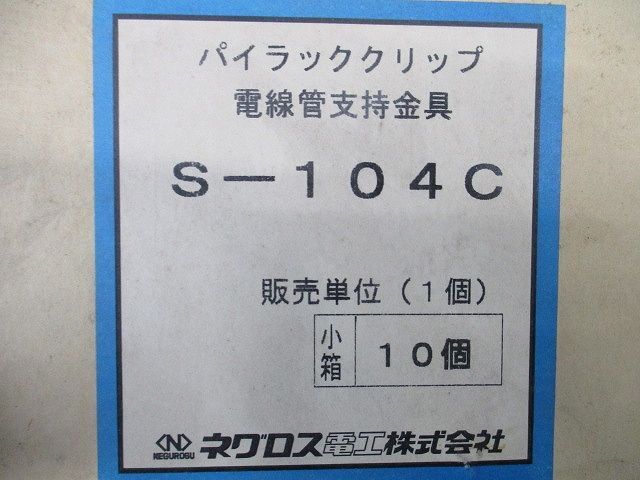 パイラッククリップ
電線管支持金具
S-104C
販売単位(1個)
小箱 10個
N
NEGUROSU
ネグロス電工株式会社